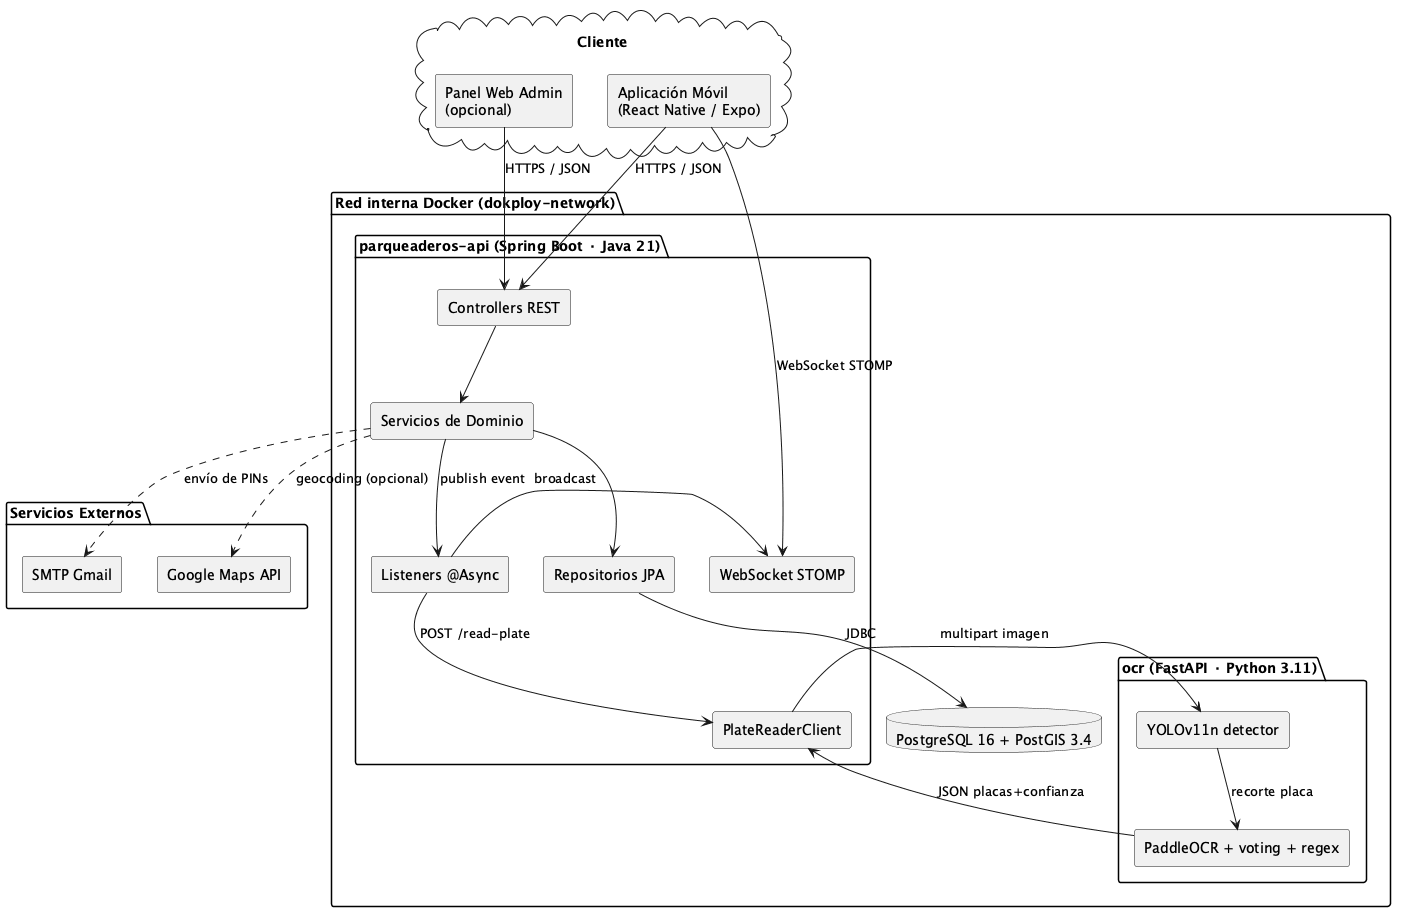 Cliente
Panel Web Admin
(opcional)
Aplicación Móvil
(React Native / Expo)
HTTPS / JSON
HTTPS / JSON
Red interna Docker (dokploy-network)
parqueaderos-api (Spring Boot · Java 21)
Controllers REST
WebSocket STOMP
Servicios de Dominio
envío de PINs
geocoding (opcional)
publish event
broadcast
Servicios Externos
SMTP Gmail
Google Maps API
Listeners @Async
Repositorios JPA
WebSocket STOMP
POST /read-plate
JDBC
multipart imagen
ocr (FastAPI · Python 3.11)
PlateReaderClient
PostgreSQL 16 + PostGIS 3.4
YOLOv11n detector
JSON placas+confianza
recorte placa
PaddleOCR + voting + regex